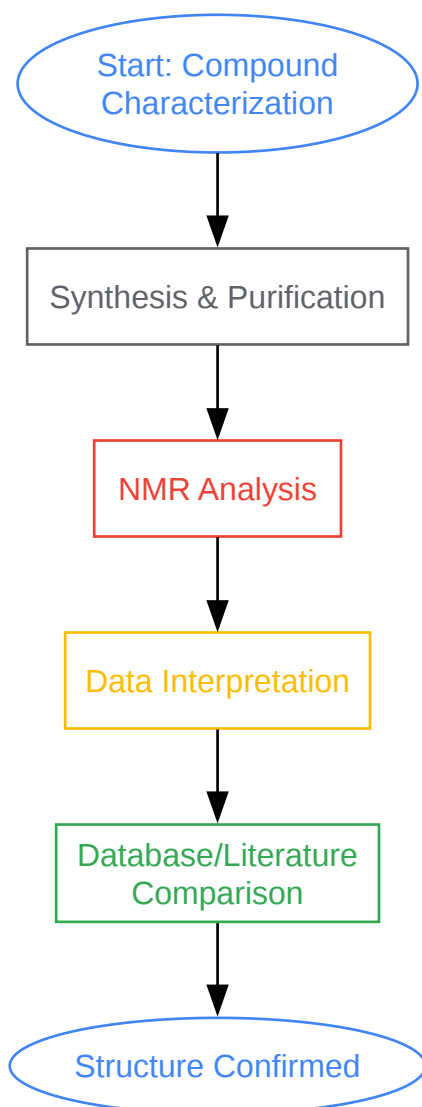 Start: Compound
Characterization
Synthesis & Purification
NMR Analysis
Data Interpretation
Database/Literature
Comparison
Structure Confirmed